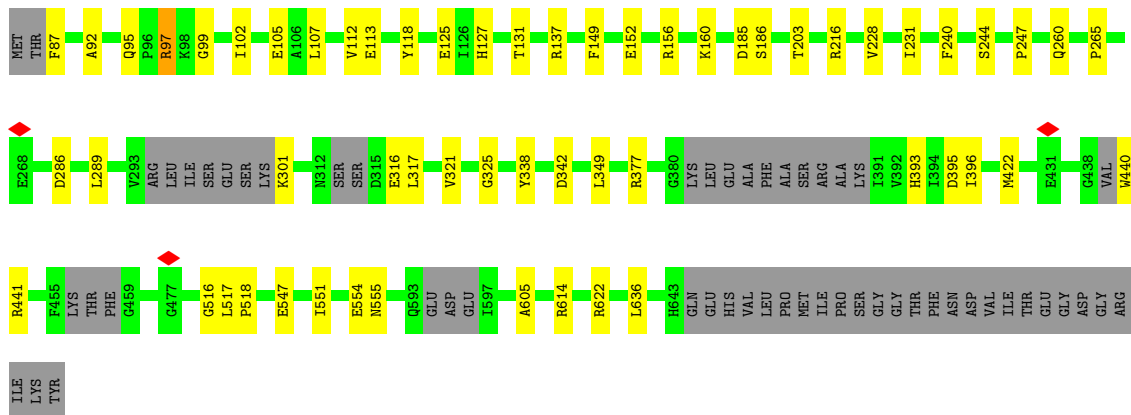 MET THR F87 A92 Q95 P96 R97 K98 G99 I102 E105 A106 L107 V112 E113 Y118 E125 I126 H127 T131 R137 F149 E152 R156 K160 D185 S186 T203 R216 V228 I231 F240 S244 P247 Q260 P265
E268 D286 L289 V293 ARG LEU ILE SER GLU SER LYS K301 N312 SER SER D315 E316 L317 V321 G325 Y338 D342 L349 R377 G380 LYS LEU GLU ALA PHE ALA SER ARG ALA LYS I391 V392 H393 I394 D395 I396 M422 E431 G438 VAL W440
R441 F455 LYS THR PHE G459 G477 G516 L517 P518 E547 I551 E554 N555 Q593 GLU ASP GLU I597 A605 R614 R622 L636 H643 GLN GLU HIS VAL LEU PRO MET ILE PRO SER GLY GLY THR PHE ASN ASP VAL ILE THR GLU GLY ASP GLY ARG
ILE LYS TYR